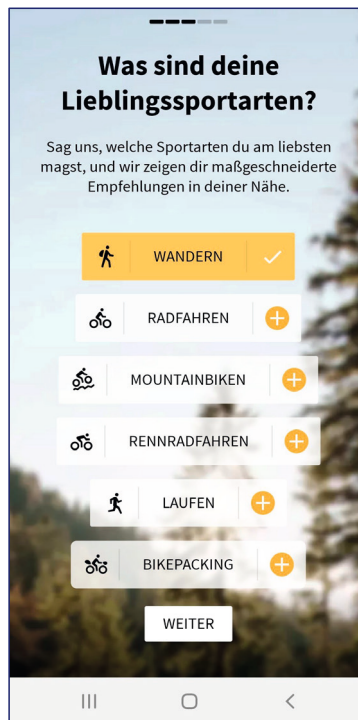 Was sind deine
Lieblingssportarten?
Sag uns, welche Sportarten du am liebsten
magst, und wir zeigen dir maßgeschneiderte
Empfehlungen in deiner Nähe.
WANDERN
RADFAHREN
MOUNTAINBIKEN
RENNRADFAHREN
LAUFEN
BIKEPACKING
WEITER